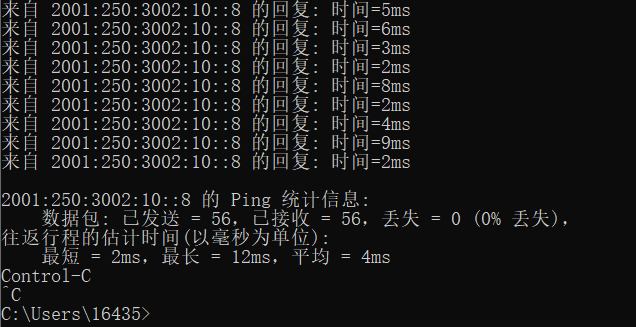 来自 2001:250:3002:10::8 的回复: 时间=5ms
来自 2001:250:3002:10::8 的回复: 时间=6ms
来自 2001:250:3002:10::8 的回复: 时间=3ms
来自 2001:250:3002:10::8 的回复: 时间=2ms
来自 2001:250:3002:10::8 的回复: 时间=8ms
来自 2001:250:3002:10::8 的回复: 时间=2ms
来自 2001:250:3002:10::8 的回复: 时间=4ms
来自 2001:250:3002:10::8 的回复: 时间=9ms
来自 2001:250:3002:10::8 的回复: 时间=2ms
2001:250:3002:10::8 的 Ping 统计信息:
数据包: 已发送 = 56，已接收 = 56，丢失 = 0 (0% 丢失)，
往返行程的估计时间(以毫秒为单位):
最短 = 2ms，最长 = 12ms，平均 = 4ms
Control-C
^C
C:\Users\16435>